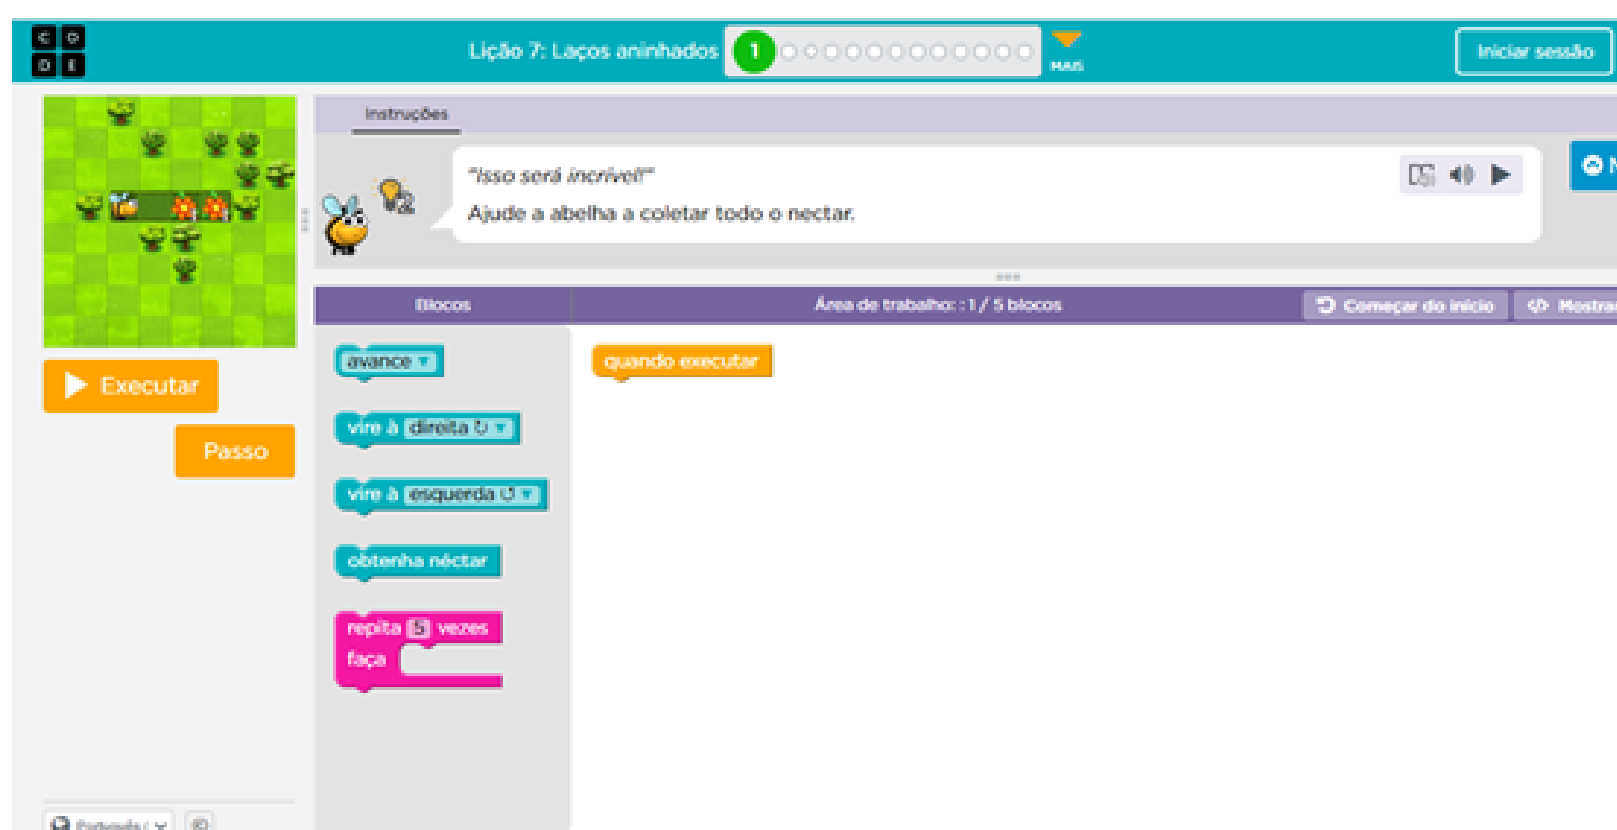 C O
D E
Lição 7: Laços aninhados
1
MAIS
Iniciar sessão
Instruções
"Isso será incrível!"
Ajude a abelha a coletar todo o nectar.
Blocos
Área de trabalho: : 1 / 5 blocos
Começar do início
Mostrar
Executar
Passo
avance
quando executar
vire à direita ↻
vire à esquerda ↺
obtenha néctar
repita 5 vezes
faça
Português